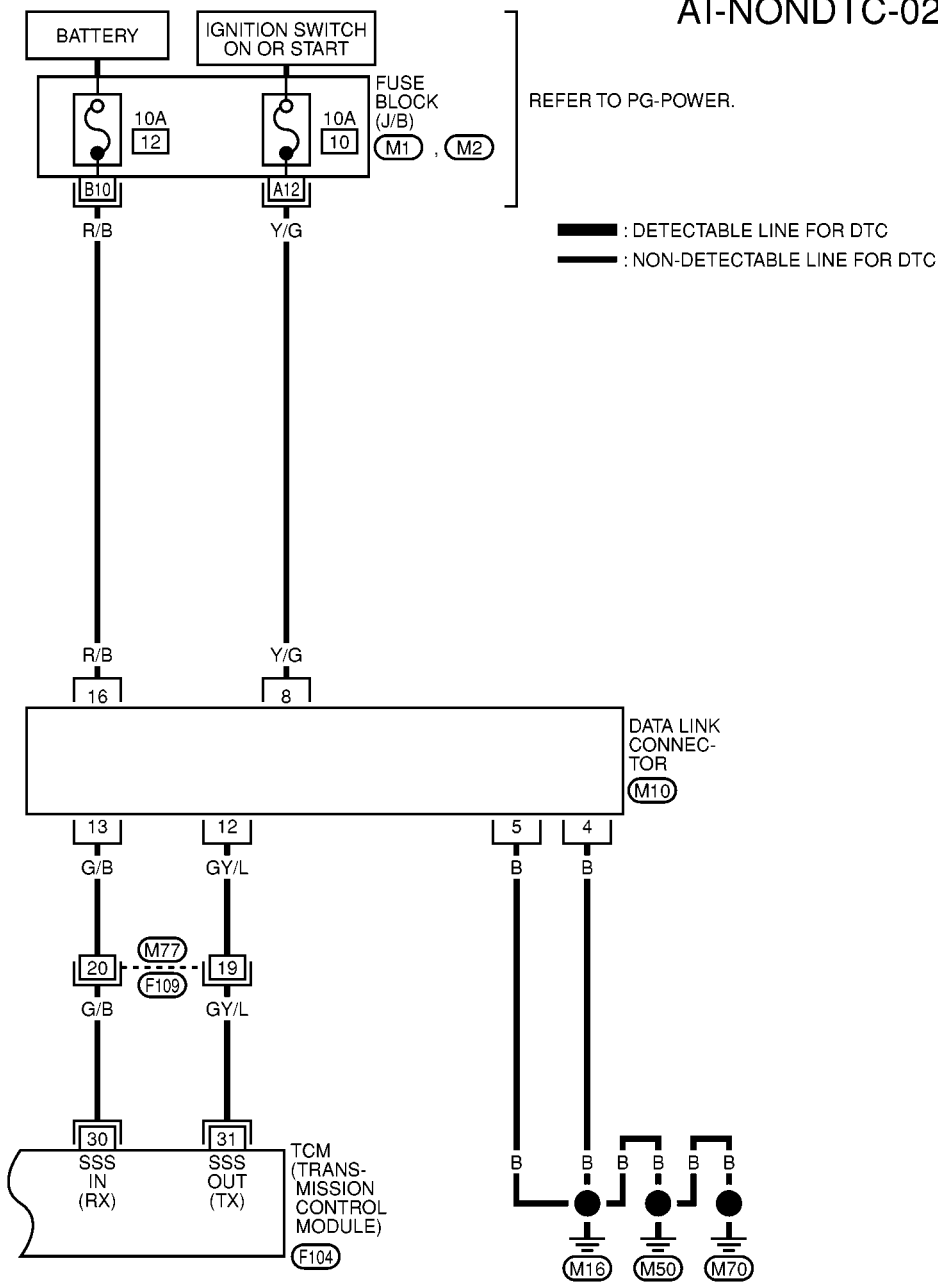 AT-NONDTC-02
BATTERY
IGNITION SWITCH
ON OR START
FUSE
BLOCK
(J/B)
M1 , M2
10A
12
10A
10
REFER TO PG-POWER.
B10
A12
R/B
Y/G
: DETECTABLE LINE FOR DTC
: NON-DETECTABLE LINE FOR DTC
R/B
Y/G
16
8
DATA LINK
CONNEC-
TOR
M10
13
12
5
4
G/B
GY/L
B
B
M77
20
19
F109
G/B
GY/L
30
31
SSS
IN
(RX)
SSS
OUT
(TX)
TCM
(TRANS-
MISSION
CONTROL
MODULE)
F104
B
B
B
B
B
B
M16
M50
M70